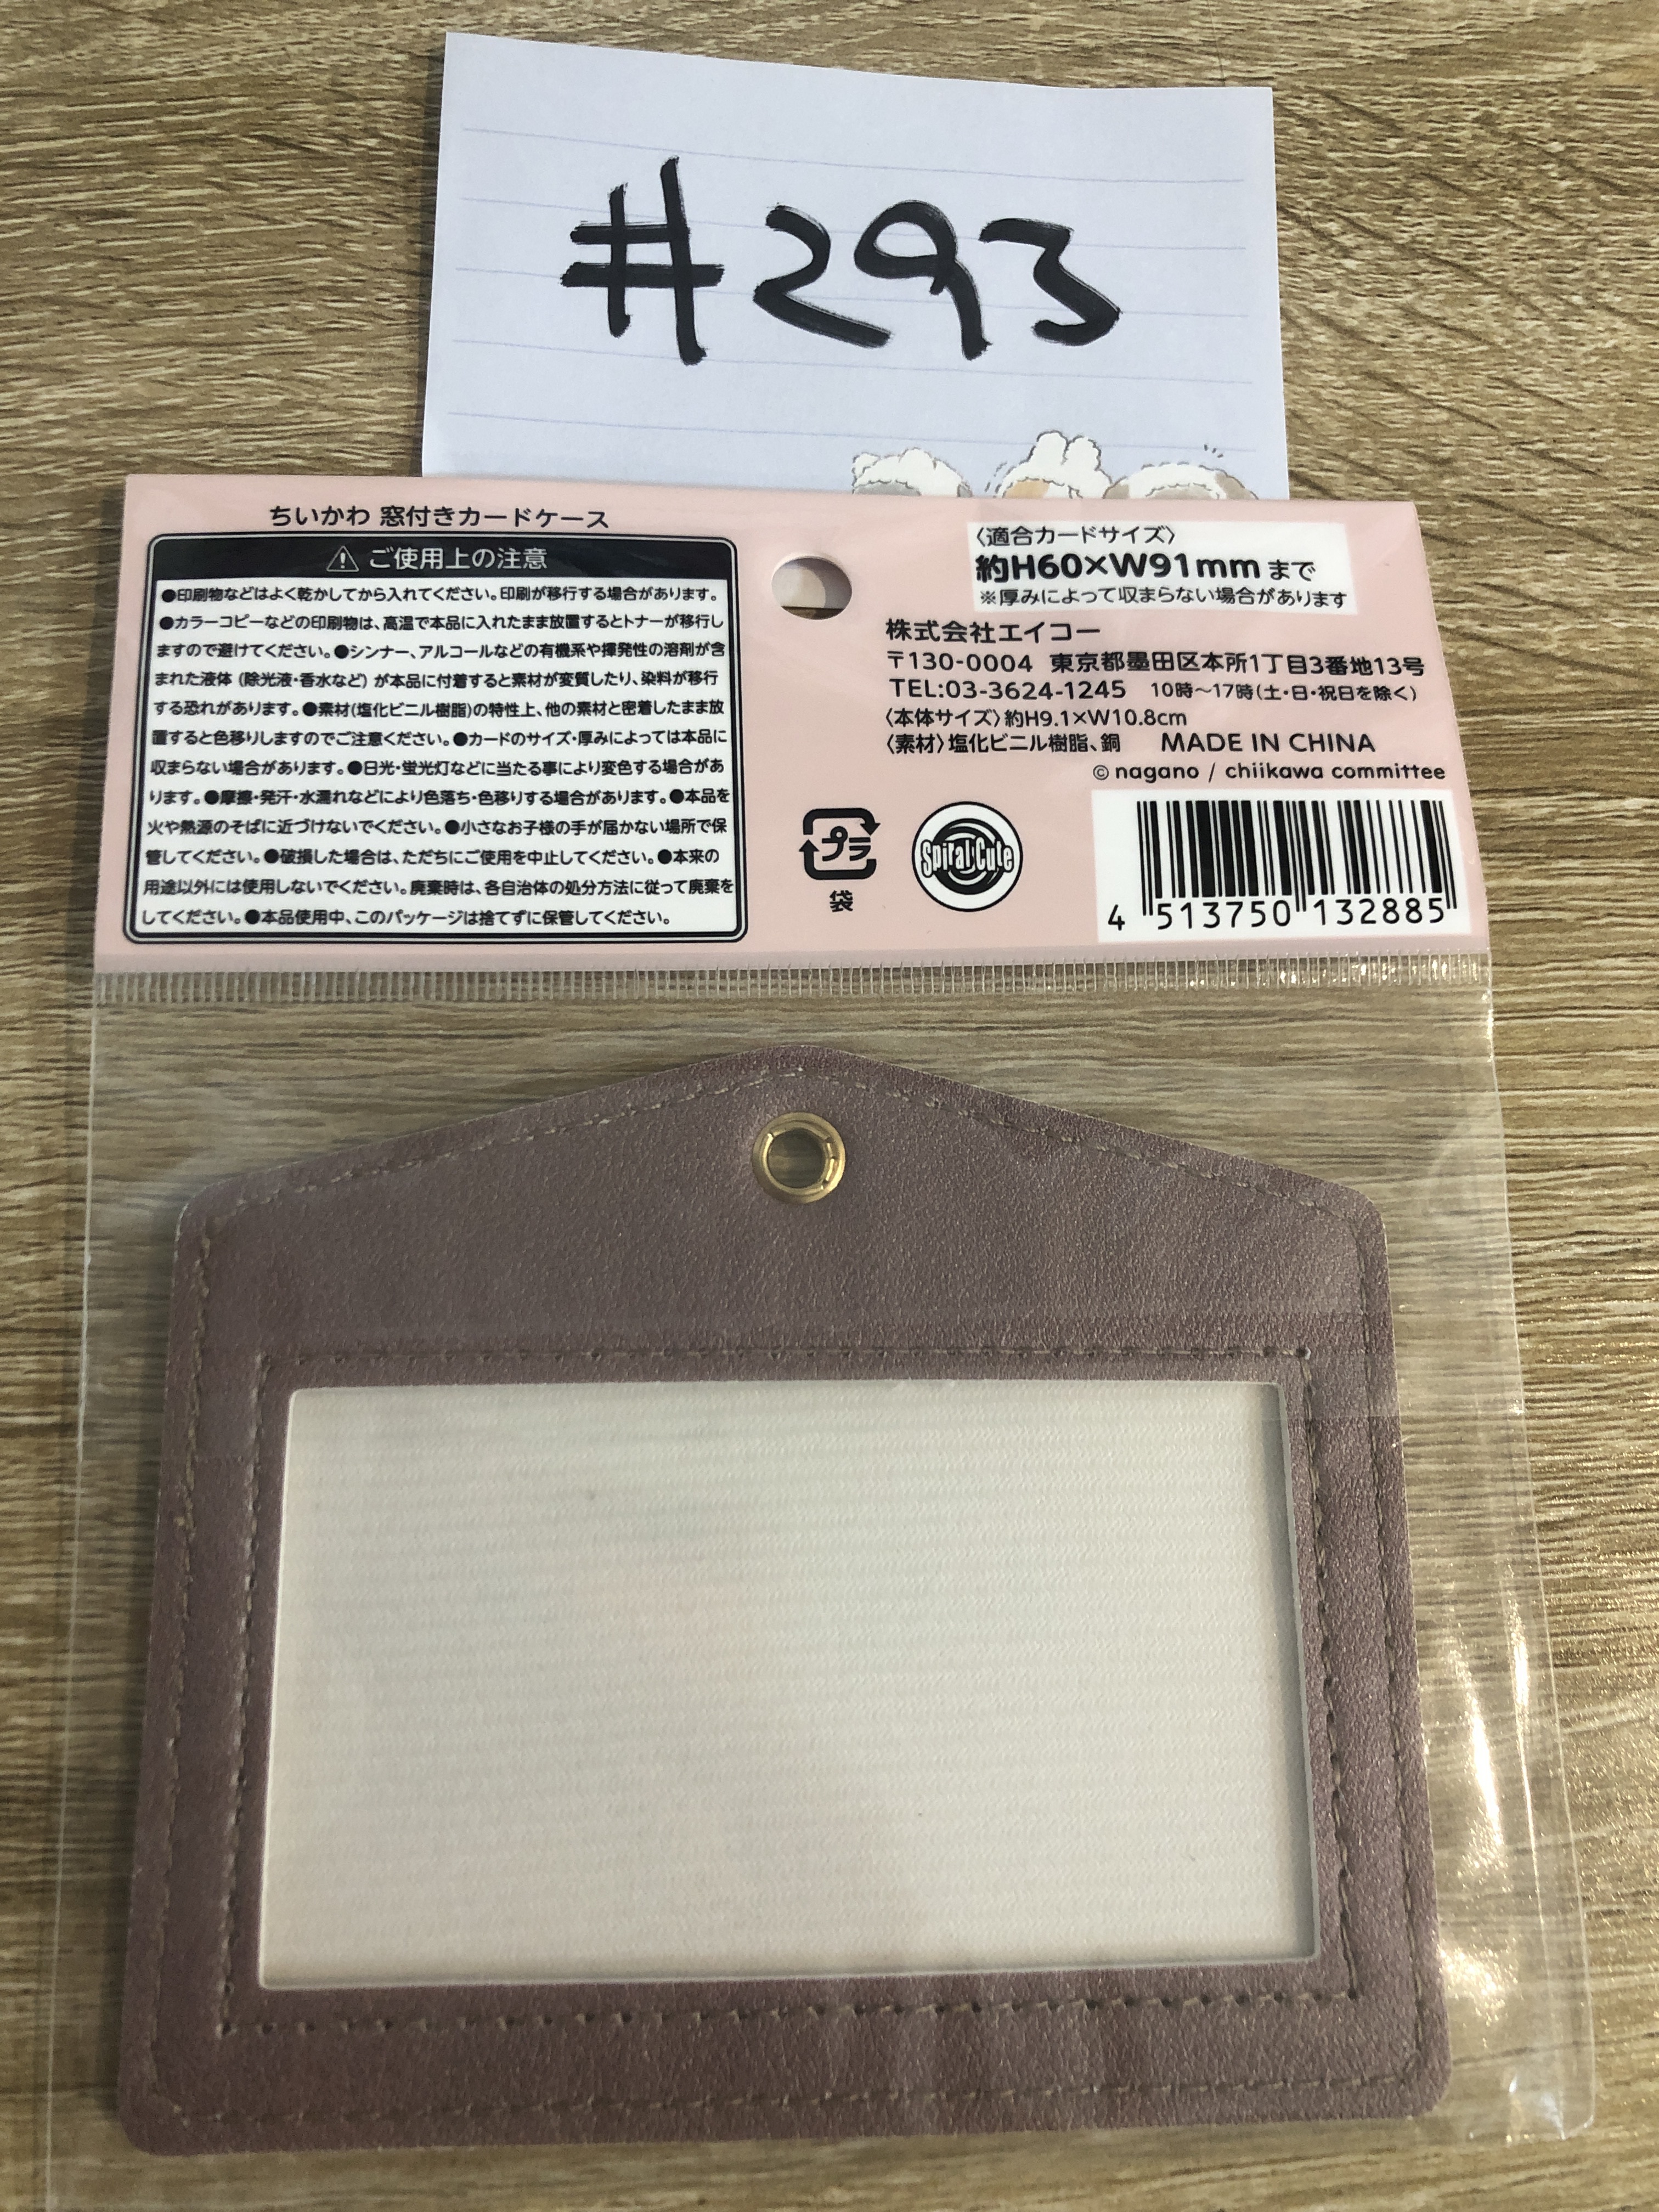 #293
ちいかわ 窓付きカードケース
ご使用上の注意
●印刷物などはよく乾かしてから入れてください。印刷が移行する場合があります。
●カラーコピーなどの印刷物は、高温で本品に入れたまま放置するとトナーが移行し
ますので避けてください。●シンナー、アルコールなどの有機系や揮発性の溶剤が含
まれた液体（除光液・香水など）が本品に付着すると素材が変質したり、染料が移行
する恐れがあります。●素材(塩化ビニル樹脂)の特性上、他の素材と密着したまま放
置すると色移りしますのでご注意ください。●カードのサイズ・厚みによっては本品に
収まらない場合があります。●日光・蛍光灯などに当たる事により変色する場合があ
ります。●摩擦・発汗・水濡れなどにより色落ち・色移りする場合があります。●本品を
火や熱源のそばに近づけないでください。●小さなお子様の手が届かない場所で保
管してください。●破損した場合は、ただちにご使用を中止してください。●本来の
用途以外には使用しないでください。廃棄時は、各自治体の処分方法に従って廃棄を
してください。●本品使用中、このパッケージは捨てずに保管してください。
〈適合カードサイズ〉
約H60×W91mmまで
※厚みによって収まらない場合があります
株式会社エイコー
〒130-0004 東京都墨田区本所1丁目3番地13号
TEL:03-3624-1245 10時〜17時(土・日・祝日を除く)
〈本体サイズ〉約H9.1×W10.8cm
〈素材〉塩化ビニル樹脂、銅 MADE IN CHINA
© nagano / chiikawa committee
プラ
袋
Spiral Cute
4 513750 132885